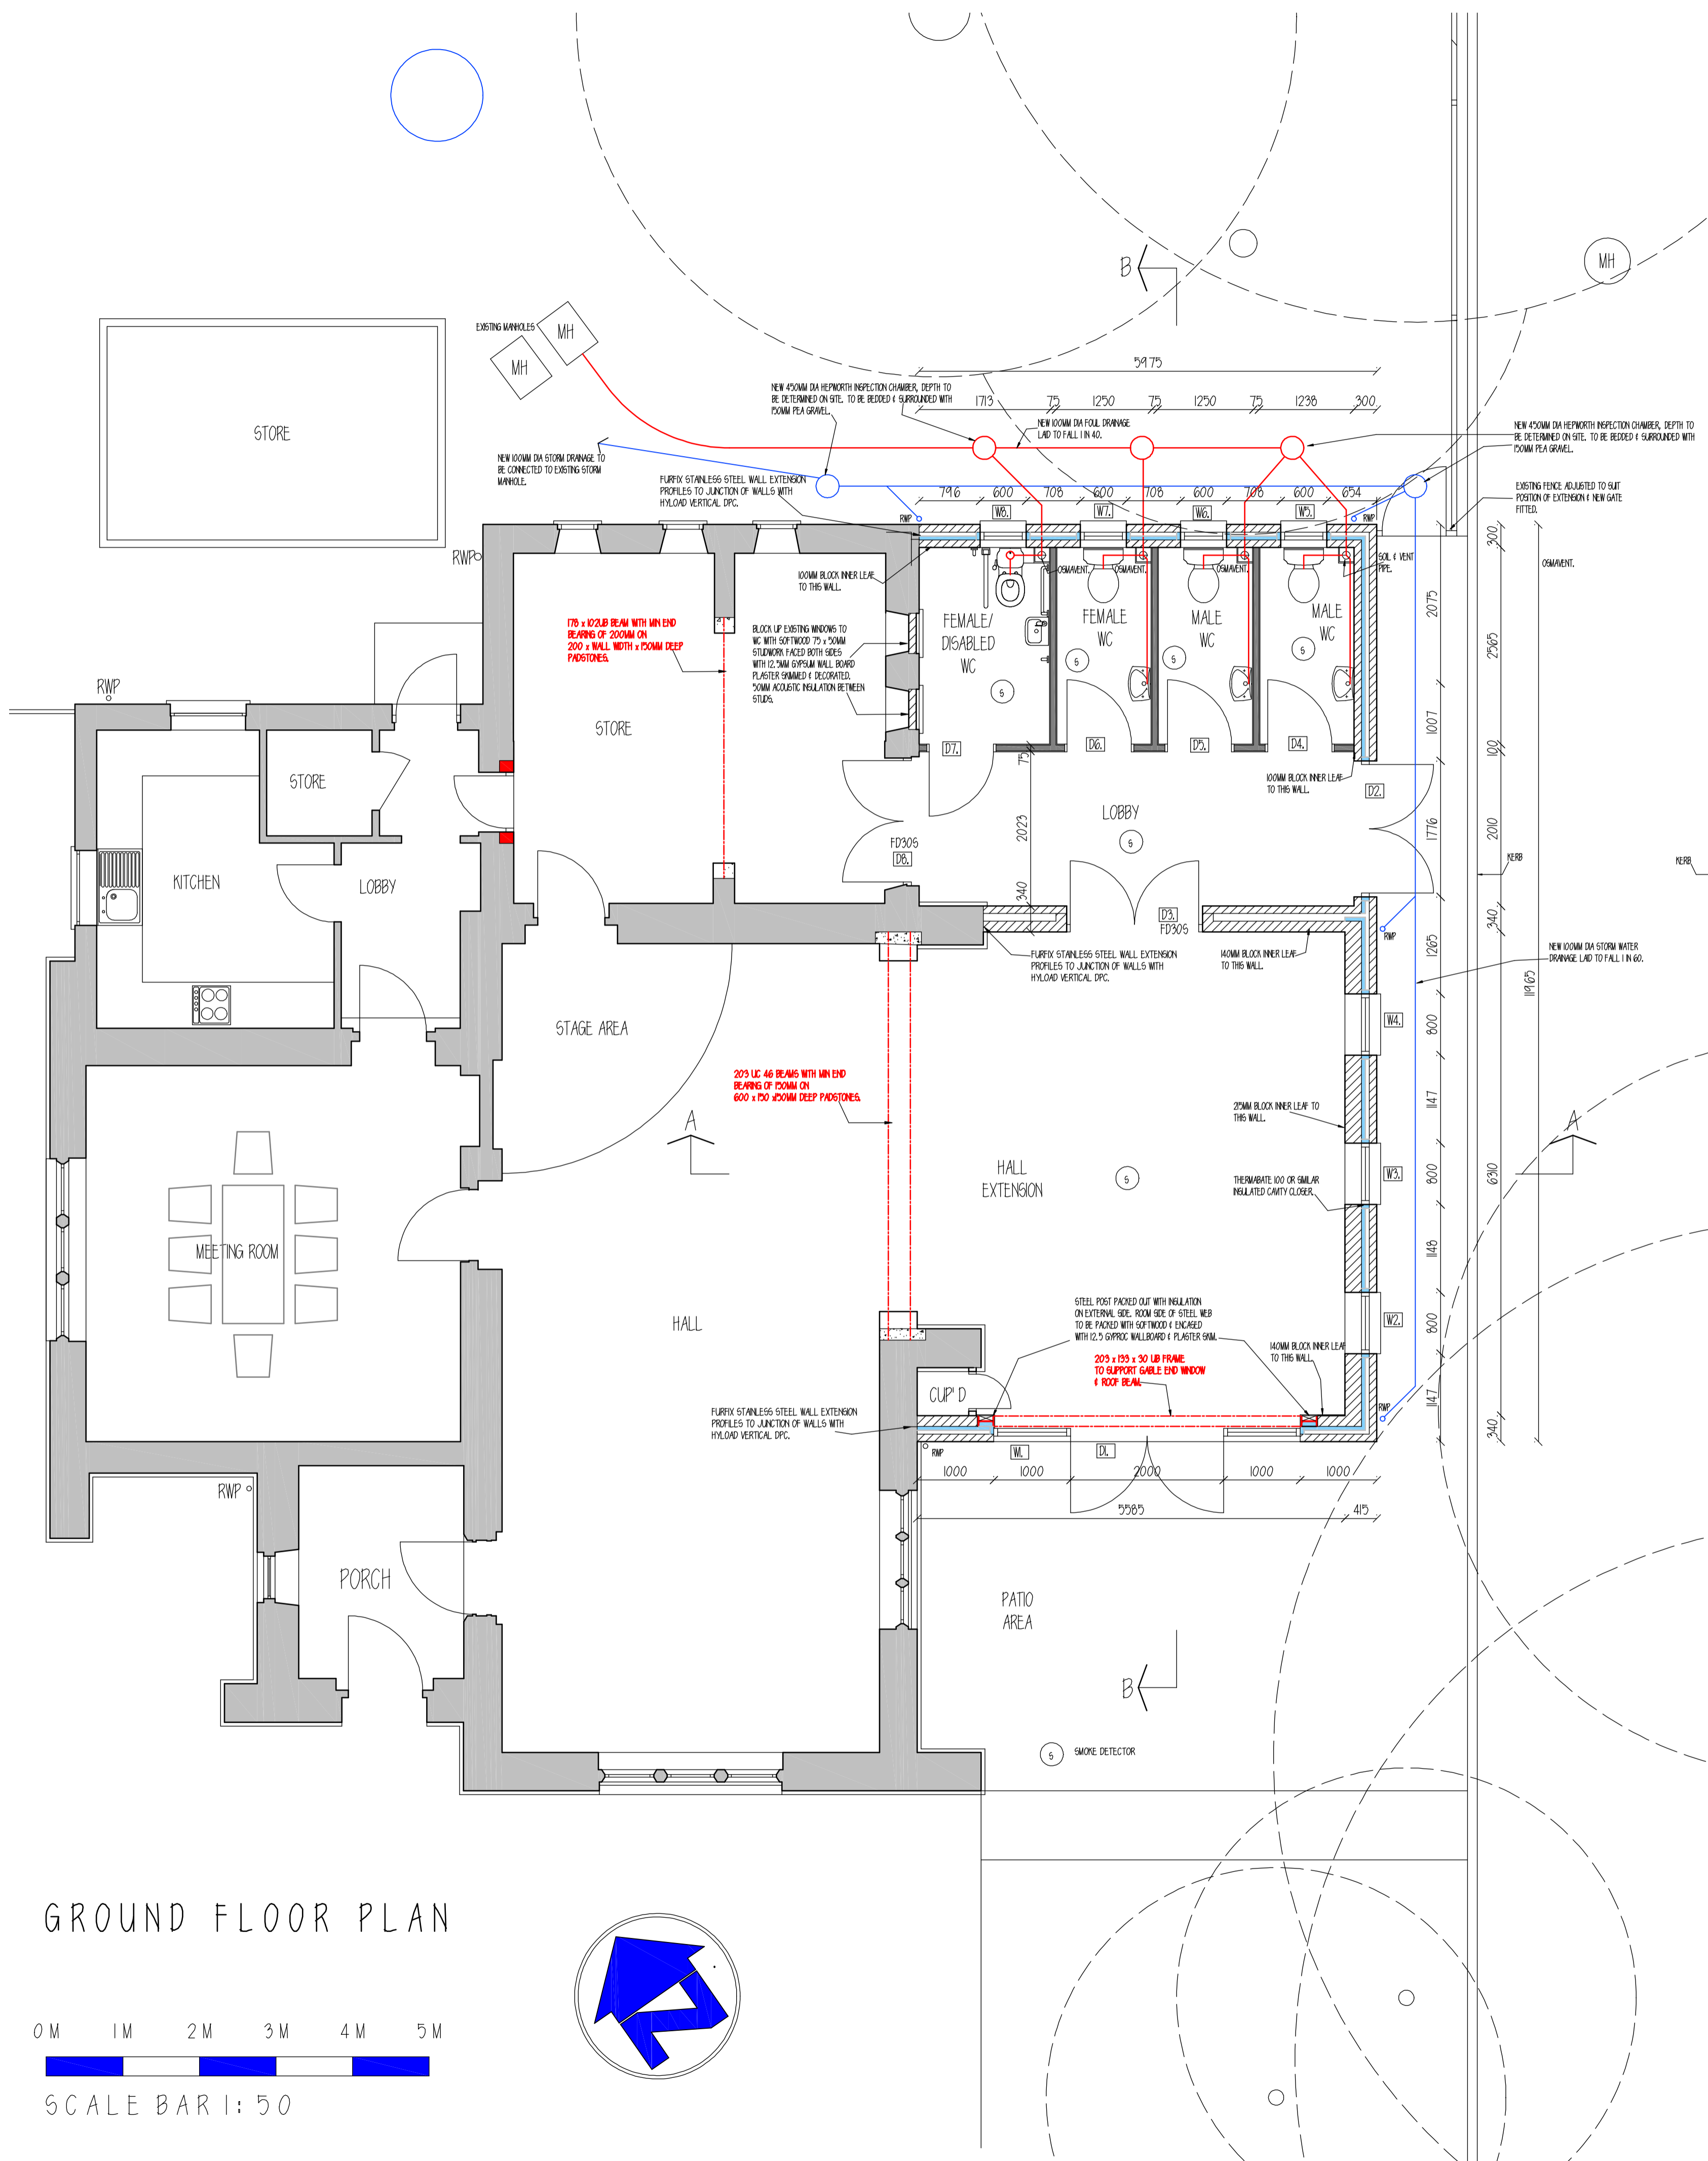 B
MH
EXISTING MANHOLES
MH
MH
5975
NEW 450MM DIA HEPWORTH INSPECTION CHAMBER, DEPTH TO
BE DETERMINED ON SITE. TO BE BEDDED & SURROUNDED WITH
150MM PEA GRAVEL.
1713
75
1250
75
1250
75
1238
300
NEW 100MM DIA FOUL DRAINAGE
LAID TO FALL 1 IN 40.
NEW 450MM DIA HEPWORTH INSPECTION CHAMBER, DEPTH TO
BE DETERMINED ON SITE. TO BE BEDDED & SURROUNDED WITH
150MM PEA GRAVEL.
STORE
NEW 100MM DIA STORM DRAINAGE TO
BE CONNECTED TO EXISTING STORM
MANHOLE.
FURFIX STAINLESS STEEL WALL EXTENSION
PROFILES TO JUNCTION OF WALLS WITH
HYLOAD VERTICAL DPC.
796
600
708
600
708
600
708
600
654
EXISTING FENCE ADJUSTED TO SUIT
POSITION OF EXTENSION & NEW GATE
FITTED.
RWP
W8.
W7.
W6.
W5.
RWP
300
RWP
100MM BLOCK INNER LEAF
TO THIS WALL.
OSMAVENT.
OSMAVENT.
OSMAVENT.
SOIL & VENT
PIPE.
OSMAVENT.
178 x 102UB BEAM WITH MIN END
BEARING OF 200MM ON
200 x WALL WIDTH x 150MM DEEP
PADSTONES.
BLOCK UP EXISTING WINDOWS TO
WC WITH SOFTWOOD 75 x 50MM
STUDWORK FACED BOTH SIDES
WITH 12.5MM GYPSUM WALL BOARD
PLASTER SKIMMED & DECORATED.
50MM ACOUSTIC INSULATION BETWEEN
STUDS.
FEMALE/
DISABLED
WC
FEMALE
WC
MALE
WC
MALE
WC
S
S
S
S
2075
2565
RWP
STORE
1007
100
D7.
D6.
D5.
D4.
75
STORE
100MM BLOCK INNER LEAF
TO THIS WALL.
D2.
LOBBY
S
2023
1776
2010
FD30S
D8.
KERB
KERB
KITCHEN
LOBBY
340
D3.
FD30S
340
RWP
1265
FURFIX STAINLESS STEEL WALL EXTENSION
PROFILES TO JUNCTION OF WALLS WITH
HYLOAD VERTICAL DPC.
140MM BLOCK INNER LEAF
TO THIS WALL.
NEW 100MM DIA STORM WATER
DRAINAGE LAID TO FALL 1 IN 60.
11965
STAGE AREA
W4.
800
203 UC 46 BEAMS WITH MIN END
BEARING OF 150MM ON
600 x 150 x150MM DEEP PADSTONES.
215MM BLOCK INNER LEAF TO
THIS WALL.
1147
A
A
HALL
EXTENSION
S
THERMABATE 100 OR SIMILAR
INSULATED CAVITY CLOSER.
W3.
800
6310
MEETING ROOM
1148
STEEL POST PACKED OUT WITH INSULATION
ON EXTERNAL SIDE. ROOM SIDE OF STEEL WEB
TO BE PACKED WITH SOFTWOOD & ENCASED
WITH 12.5 GYPROC WALLBOARD & PLASTER SKIM.
HALL
W2.
800
140MM BLOCK INNER LEAF
TO THIS WALL.
203 x 133 x 30 UB FRAME
TO SUPPORT GABLE END WINDOW
& ROOF BEAM.
CUP'D
1147
FURFIX STAINLESS STEEL WALL EXTENSION
PROFILES TO JUNCTION OF WALLS WITH
HYLOAD VERTICAL DPC.
RWP
340
RWP
W1.
D1.
1000
1000
2000
1000
1000
RWP
5585
415
PORCH
PATIO
AREA
B
S
SMOKE DETECTOR
GROUND FLOOR PLAN
0M
1M
2M
3M
4M
5M
SCALE BAR 1:50
N